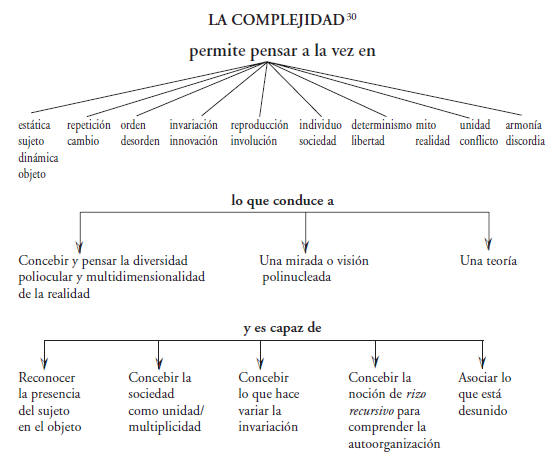 LA COMPLEJIDAD30
permite pensar a la vez en
estática repetición orden invariación reproducción individuo determinismo mito unidad armonía
sujeto cambio desorden innovación involución sociedad libertad realidad conflicto discordia
dinámica
objeto
lo que conduce a
Concebir y pensar la diversidad
poliocular y multidimensionalidad
de la realidad
Una mirada o visión
polinucleada
Una teoría
y es capaz de
Reconocer
la presencia
del sujeto
en el objeto
Concebir la
sociedad
como unidad/
multiplicidad
Concebir
lo que hace
variar la
invariación
Concebir la
noción de rizo
recursivo para
comprender la
autoorganización
Asociar lo
que está
desunido